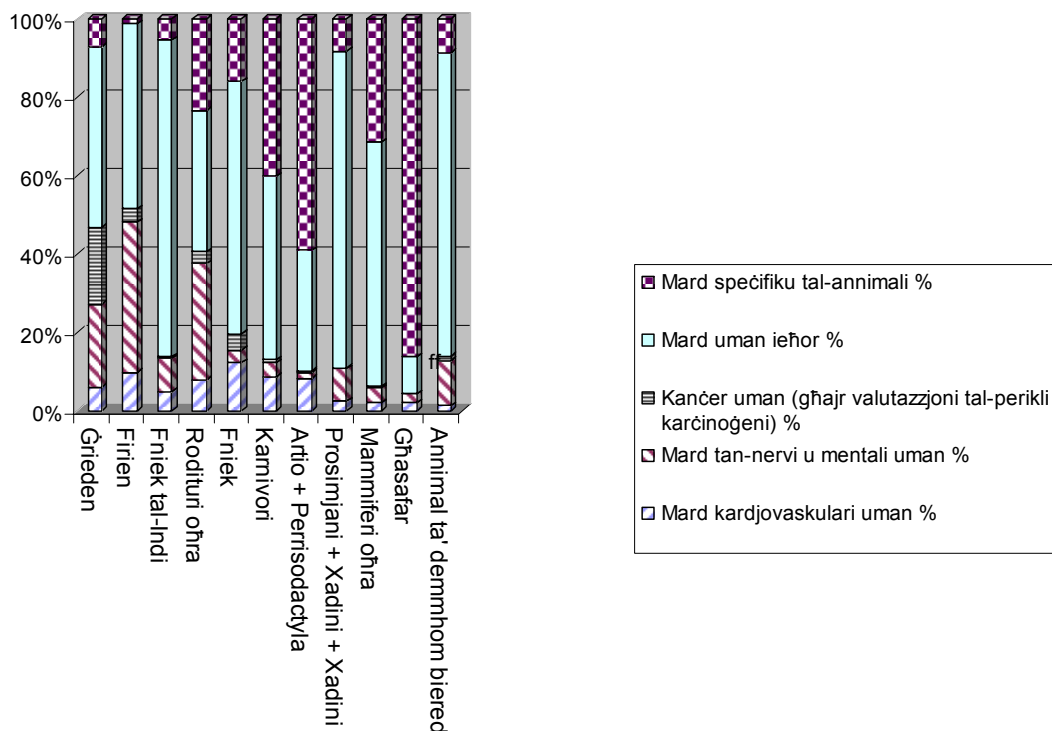 100%
80%
60%
40%
20%
0%
ff
Ġrieden
Firien
Fniek tal-Indi
Rodituri oħra
Fniek
Karnivori
Artio + Perrisodactyla
Prosimjani + Xadini + Xadini
Mammiferi oħra
Għasafar
Annimal ta' demmhom biered
Mard speċifiku tal-annimali %
Mard uman ieħor %
Kanċer uman (għajr valutazzjoni tal-perikli
karċinoġeni) %
Mard tan-nervi u mentali uman %
Mard kardjovaskulari uman %